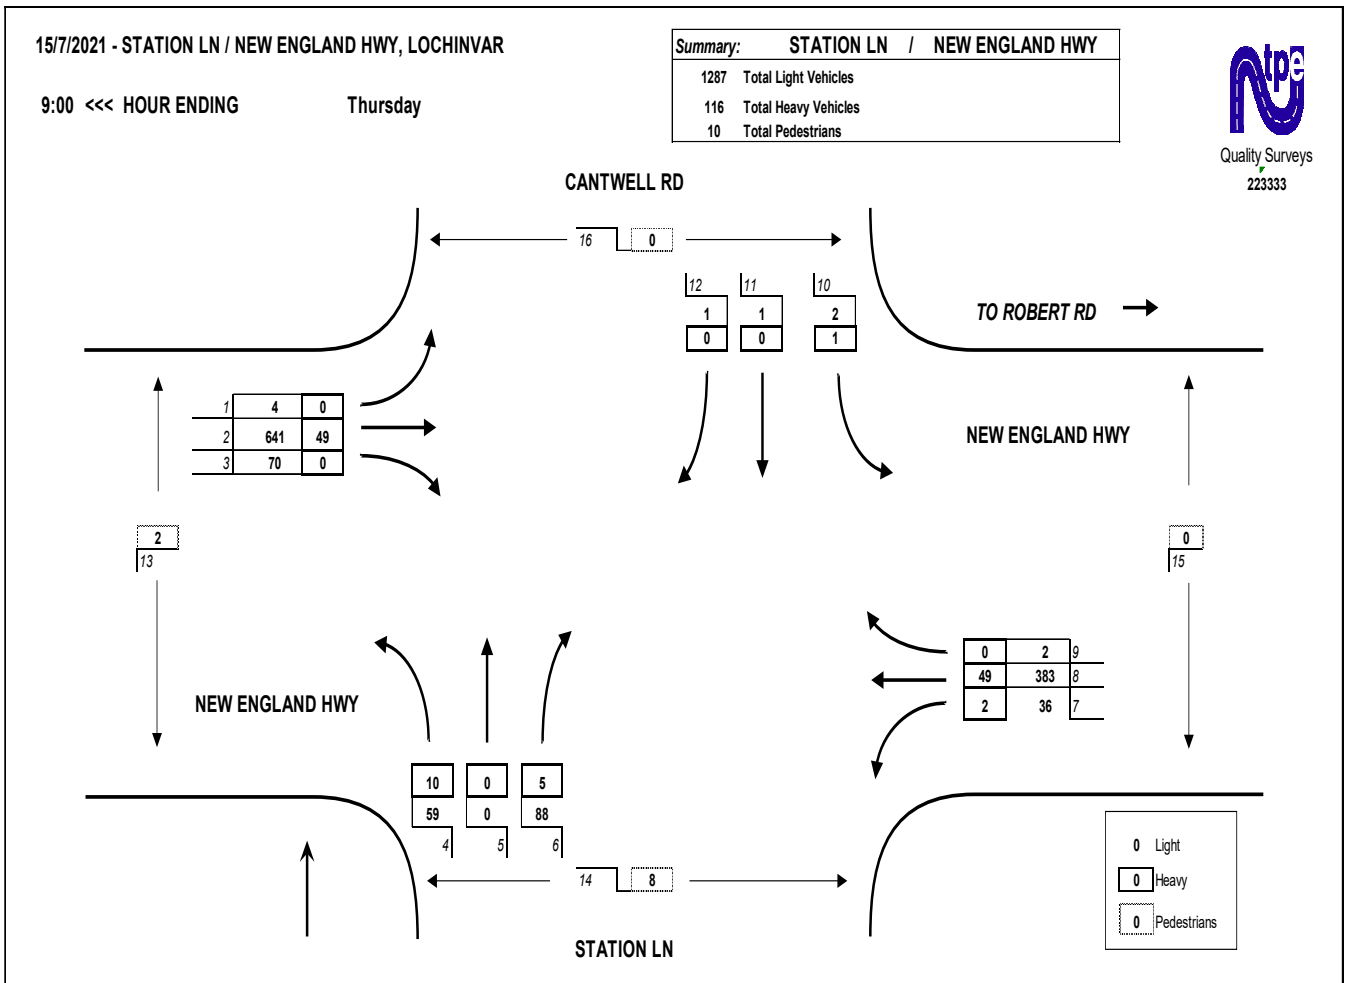 15/7/2021 - STATION LN / NEW ENGLAND HWY, LOCHINVAR
Summary: STATION LN / NEW ENGLAND HWY
1287 Total Light Vehicles
116 Total Heavy Vehicles
10 Total Pedestrians
9:00 <<< HOUR ENDING Thursday
tpe
Quality Surveys
223333
CANTWELL RD
16 0
12 11 10
1 1 2
0 0 1
TO ROBERT RD
1 4 0
2 641 49
3 70 0
NEW ENGLAND HWY
2
13
0
15
0 2 9
49 383 8
2 36 7
NEW ENGLAND HWY
10 0 5
59 0 88
4 5 6
14 8
STATION LN
0 Light
0 Heavy
0 Pedestrians